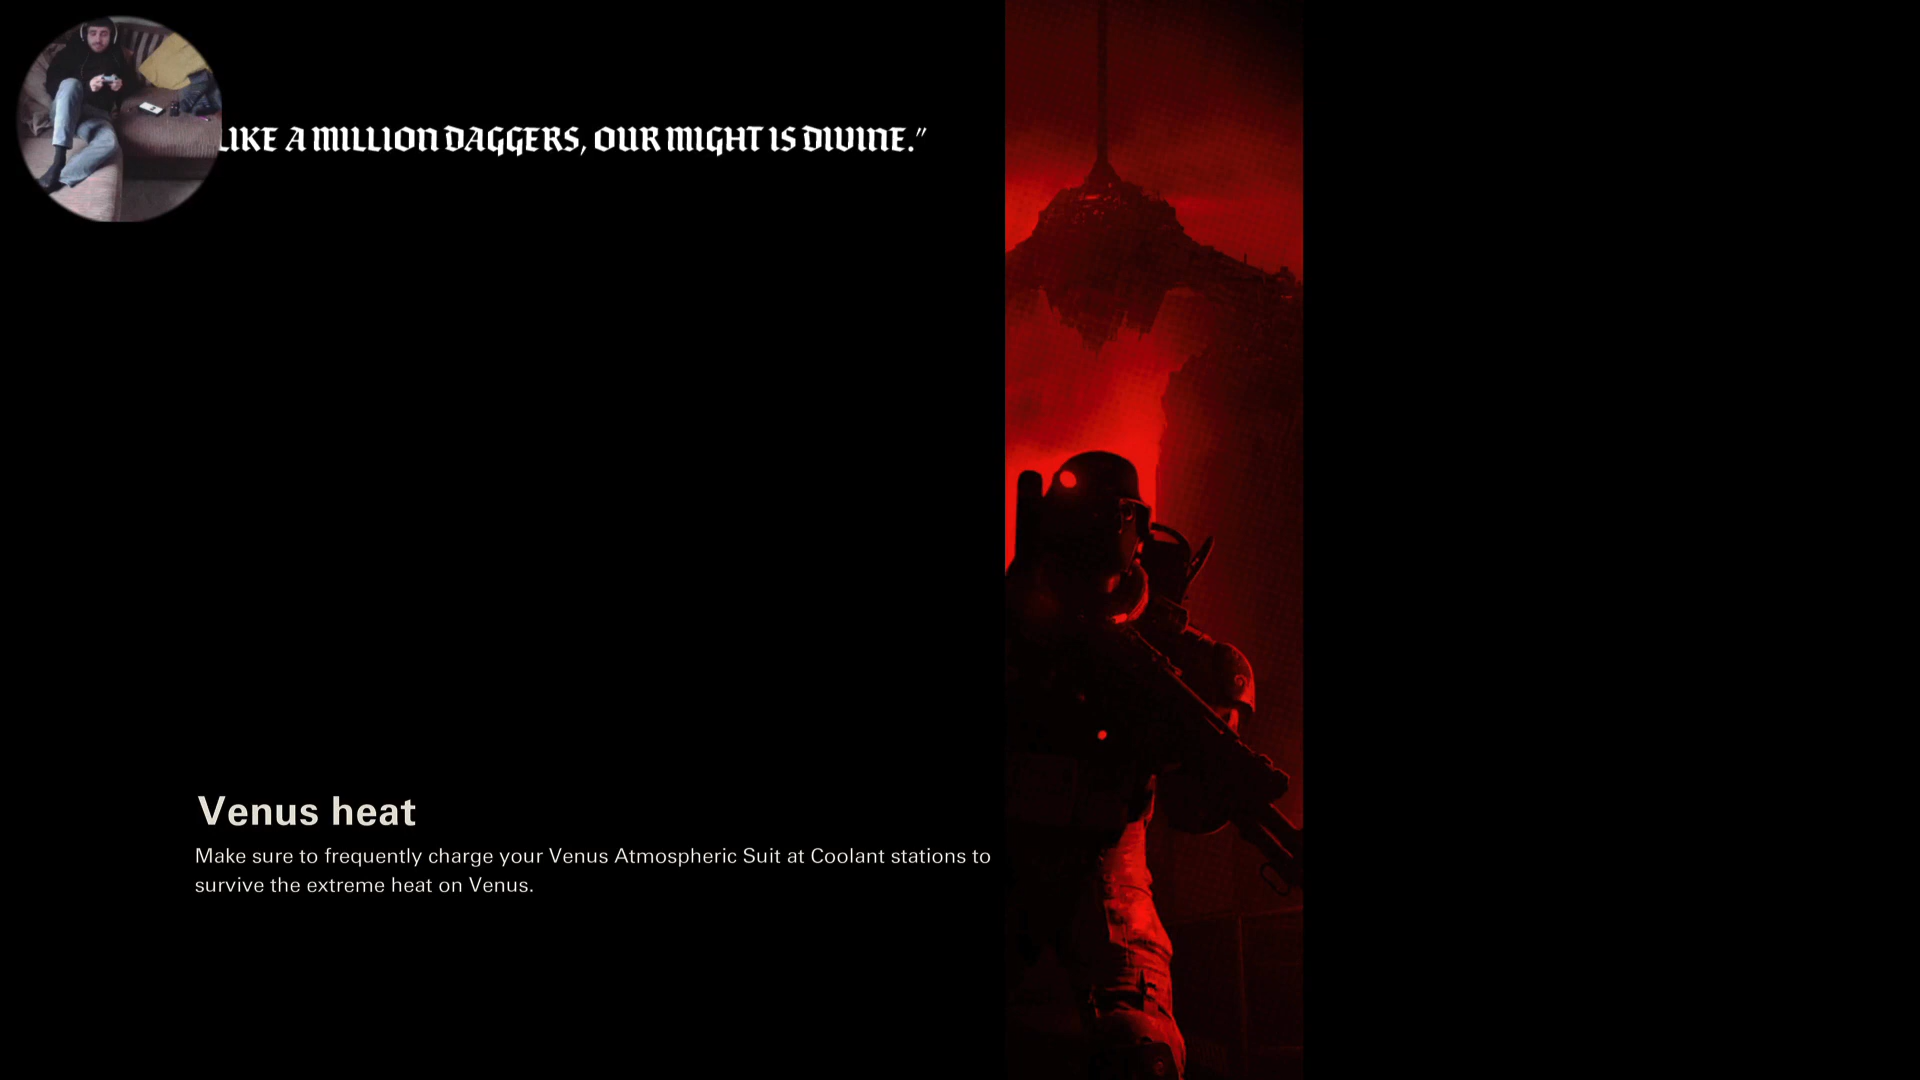 LIKE A MILLION DAGGERS, OUR MIGHT IS DIVINE.”
Venus heat
Make sure to frequently charge your Venus Atmospheric Suit at Coolant stations to
survive the extreme heat on Venus.